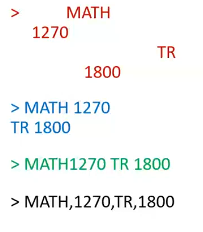 > MATH
1270
TR
1800
> MATH 1270
TR 1800
> MATH1270 TR 1800
> MATH,1270,TR,1800